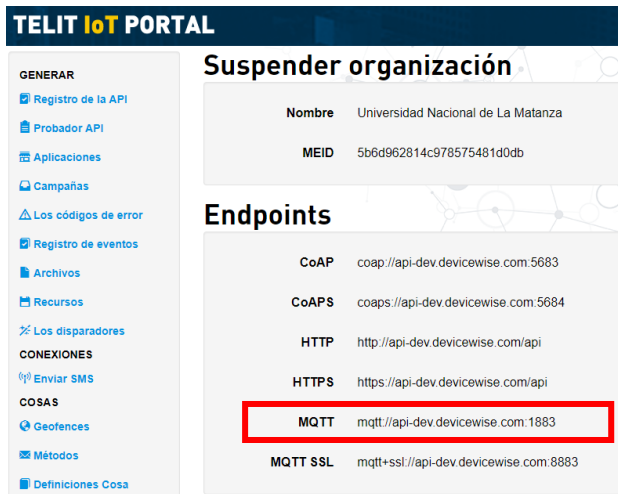 TELIT IoT PORTAL
GENERAR
Registro de la API
Probador API
Aplicaciones
Campañas
Los códigos de error
Registro de eventos
Archivos
Recursos
Los disparadores
CONEXIONES
Enviar SMS
COSAS
Geofences
Métodos
Definiciones Cosa
Suspender organización
Nombre Universidad Nacional de La Matanza
MEID 5b6d962814c978575481d0db
Endpoints
CoAP coap://api-dev.devicewise.com:5683
CoAPS coaps://api-dev.devicewise.com:5684
HTTP http://api-dev.devicewise.com/api
HTTPS https://api-dev.devicewise.com/api
MQTT mqtt://api-dev.devicewise.com:1883
MQTT SSL mqtt+ssl://api-dev.devicewise.com:8883